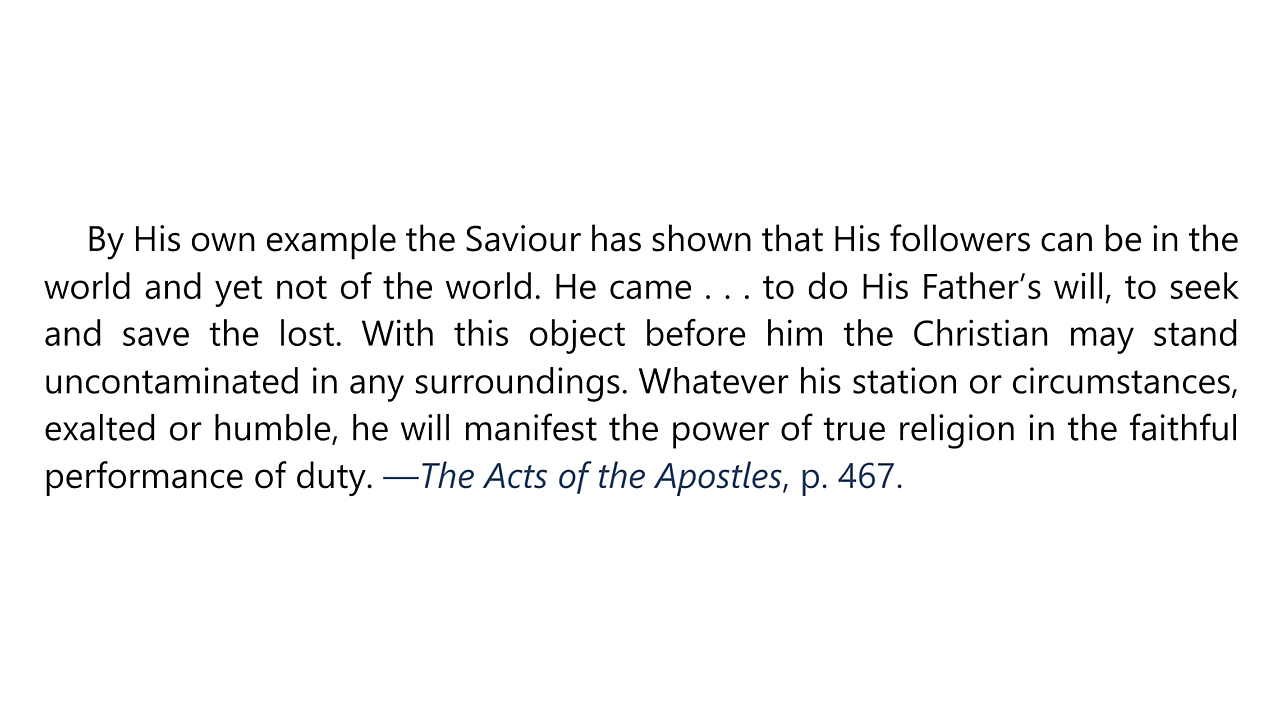 By His own example the Saviour has shown that His followers can be in the
world and yet not of the world. He came . . . to do His Father’s will, to seek
and save the lost. With this object before him the Christian may stand
uncontaminated in any surroundings. Whatever his station or circumstances,
exalted or humble, he will manifest the power of true religion in the faithful
performance of duty. —The Acts of the Apostles, p. 467.